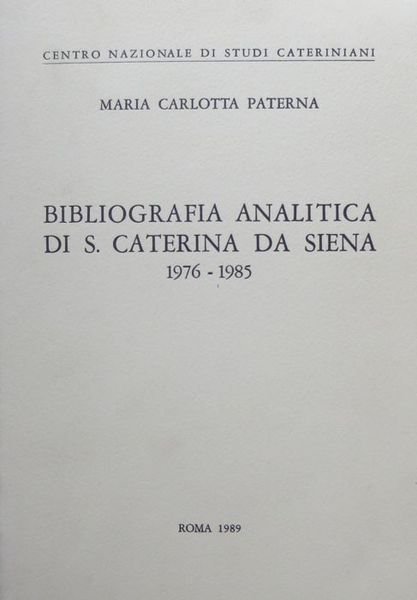 CENTRO NAZIONALE DI STUDI CATERINIANI
MARIA CARLOTTA PATERNA
BIBLIOGRAFIA ANALITICA
DI S. CATERINA DA SIENA
1976 - 1985
ROMA 1989